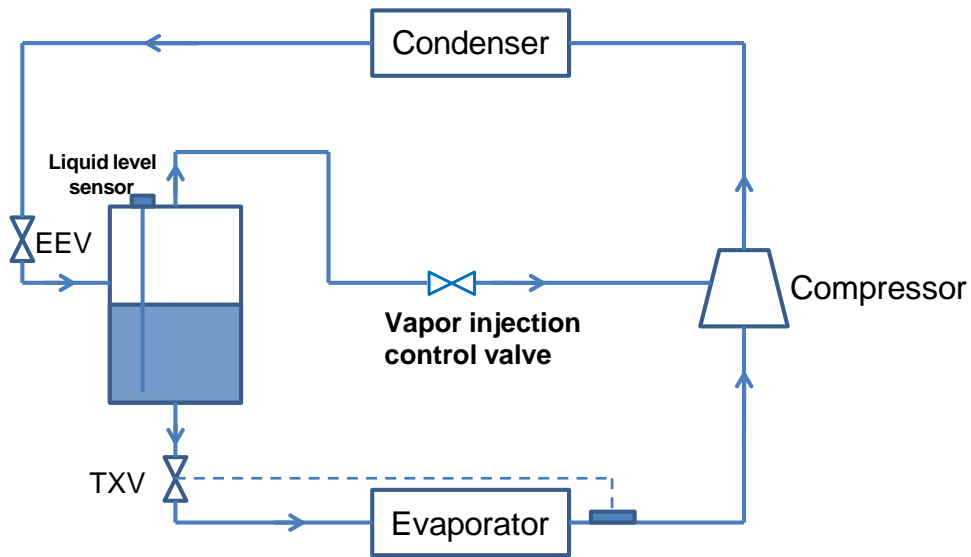 Condenser
Liquid level
sensor
EEV
Compressor
Vapor injection
control valve
TXV
Evaporator